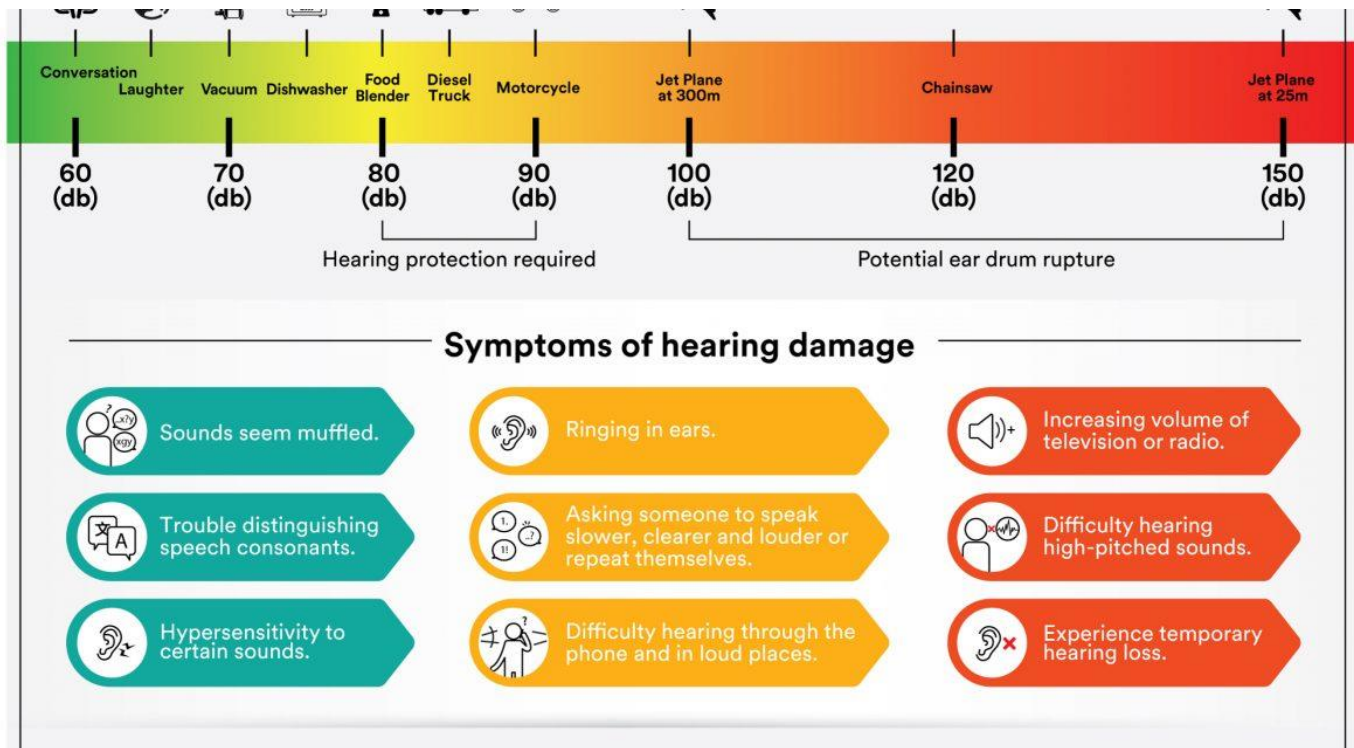 Conversation
Laughter
Vacuum
Dishwasher
Food
Blender
Diesel
Truck
Motorcycle
Jet Plane
at 300m
Chainsaw
Jet Plane
at 25m
60
(db)
70
(db)
80
(db)
90
(db)
100
(db)
120
(db)
150
(db)
Hearing protection required
Potential ear drum rupture
Symptoms of hearing damage
?
..x?y
xgy
Sounds seem muffled.
Ringing in ears.
+
Increasing volume of
television or radio.
文
A
Trouble distinguishing
speech consonants.
1.
..?
1!
Asking someone to speak
slower, clearer and louder or
repeat themselves.
Difficulty hearing
high-pitched sounds.
Hypersensitivity to
certain sounds.
?
Difficulty hearing through the
phone and in loud places.
Experience temporary
hearing loss.